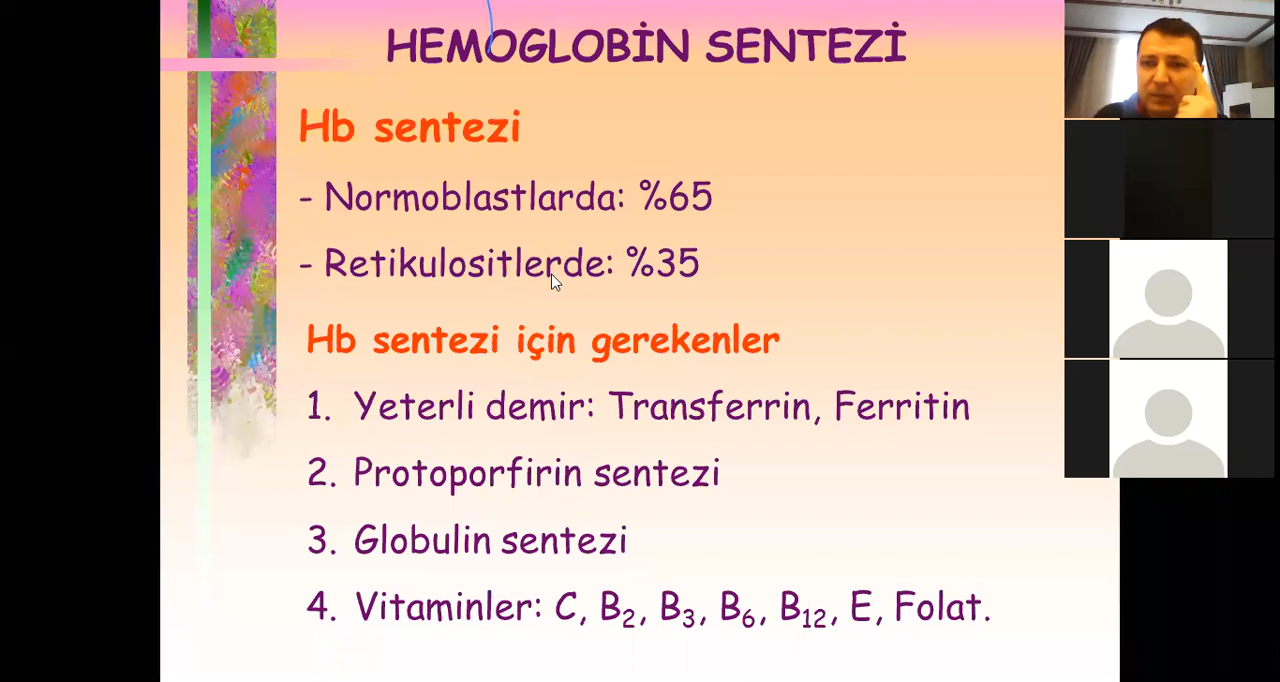 HEMOGLOBİN SENTEZİ
Hb sentezi
- Normoblastlarda: %65
- Retikulositlerde: %35
Hb sentezi için gerekenler
1. Yeterli demir: Transferrin, Ferritin
2. Protoporfirin sentezi
3. Globulin sentezi
4. Vitaminler: C, B2, B3, B6, B12, E, Folat.